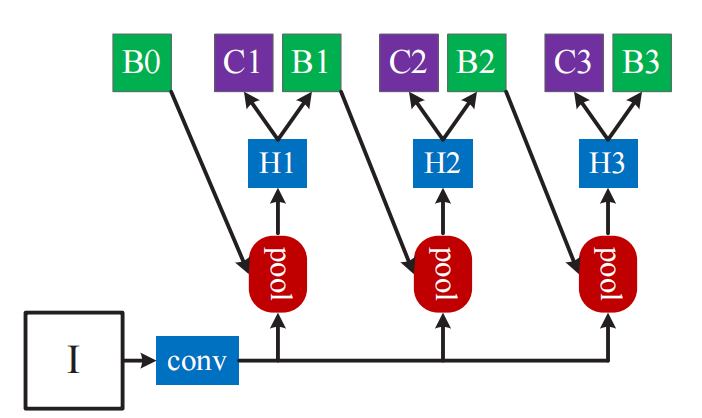 B0 C1 B1 C2 B2 C3 B3
H1 H2 H3
pool pool pool
I conv